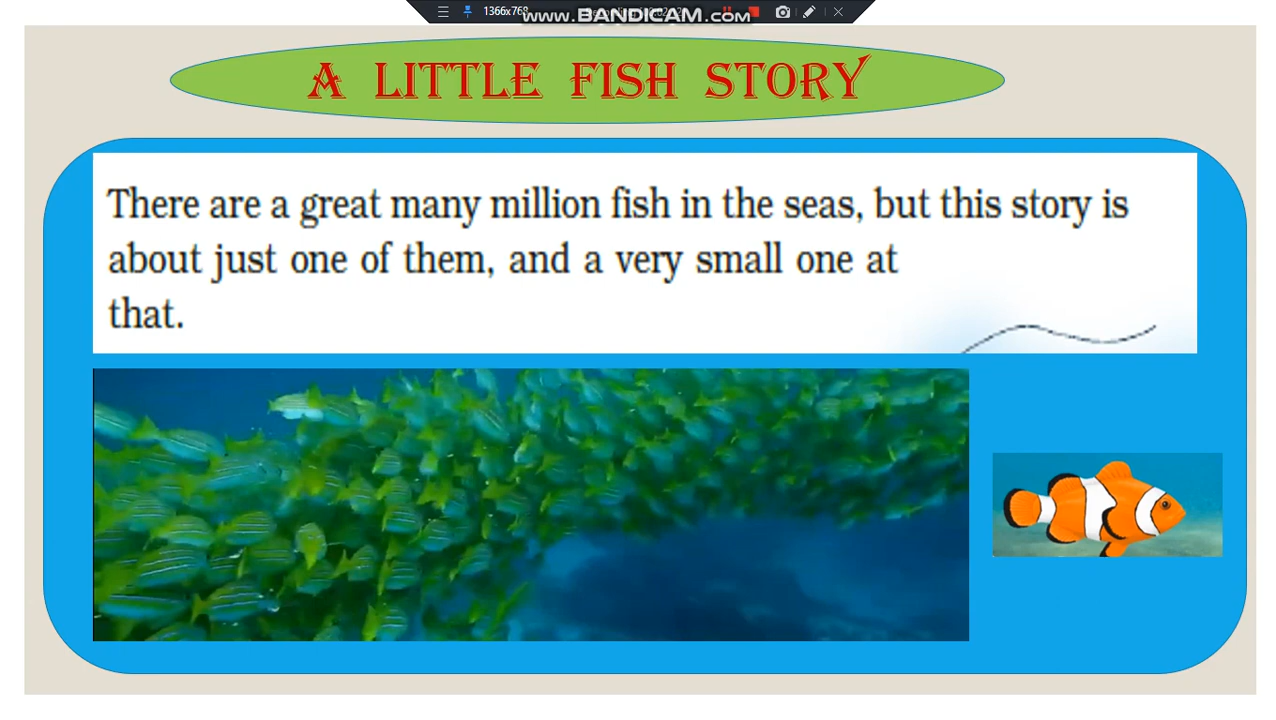 1366x768
www.BANDICAM.com
A LITTLE FISH STORY
There are a great many million fish in the seas, but this story is
about just one of them, and a very small one at
that.